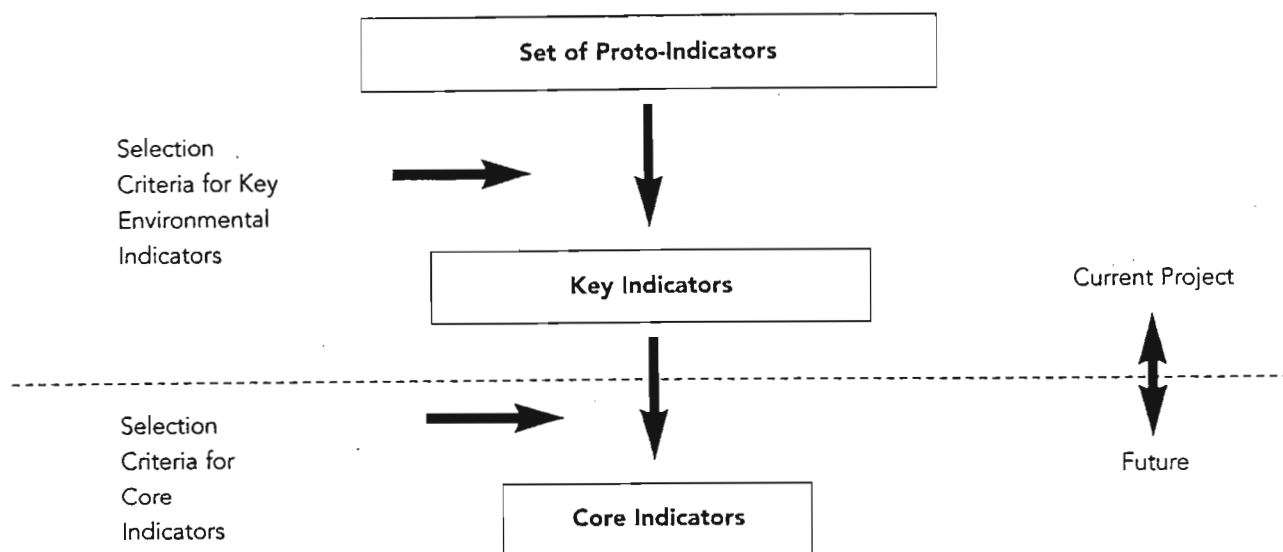 Set of Proto-Indicators
Selection
Criteria for Key
Environmental
Indicators
Key Indicators
Current Project
Selection
Criteria for
Core
Indicators
Future
Core Indicators